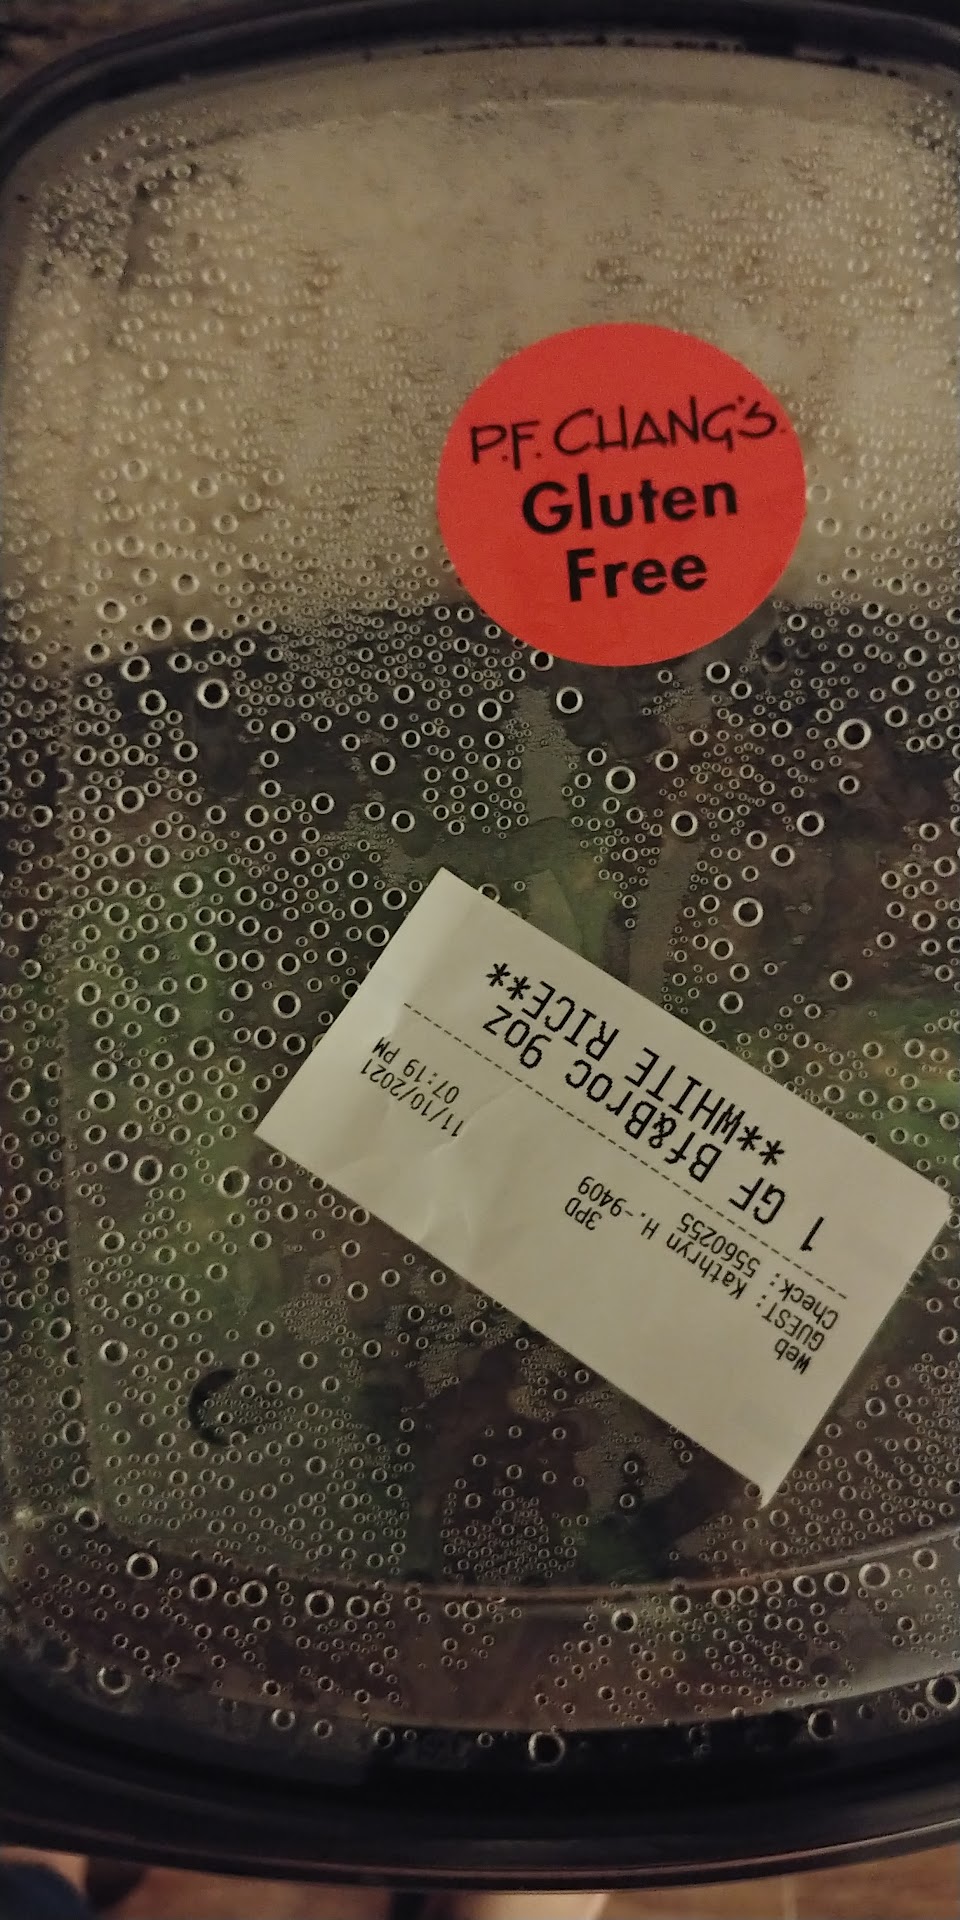 P.F. CHANG'S.
Gluten
Free
Web
GUEST: Kathryn H.-9409
Check: 5560255
3PD
11/10/2021
07:19 PM
1 GF Bf&Broc 9oz
**WHITE RICE**